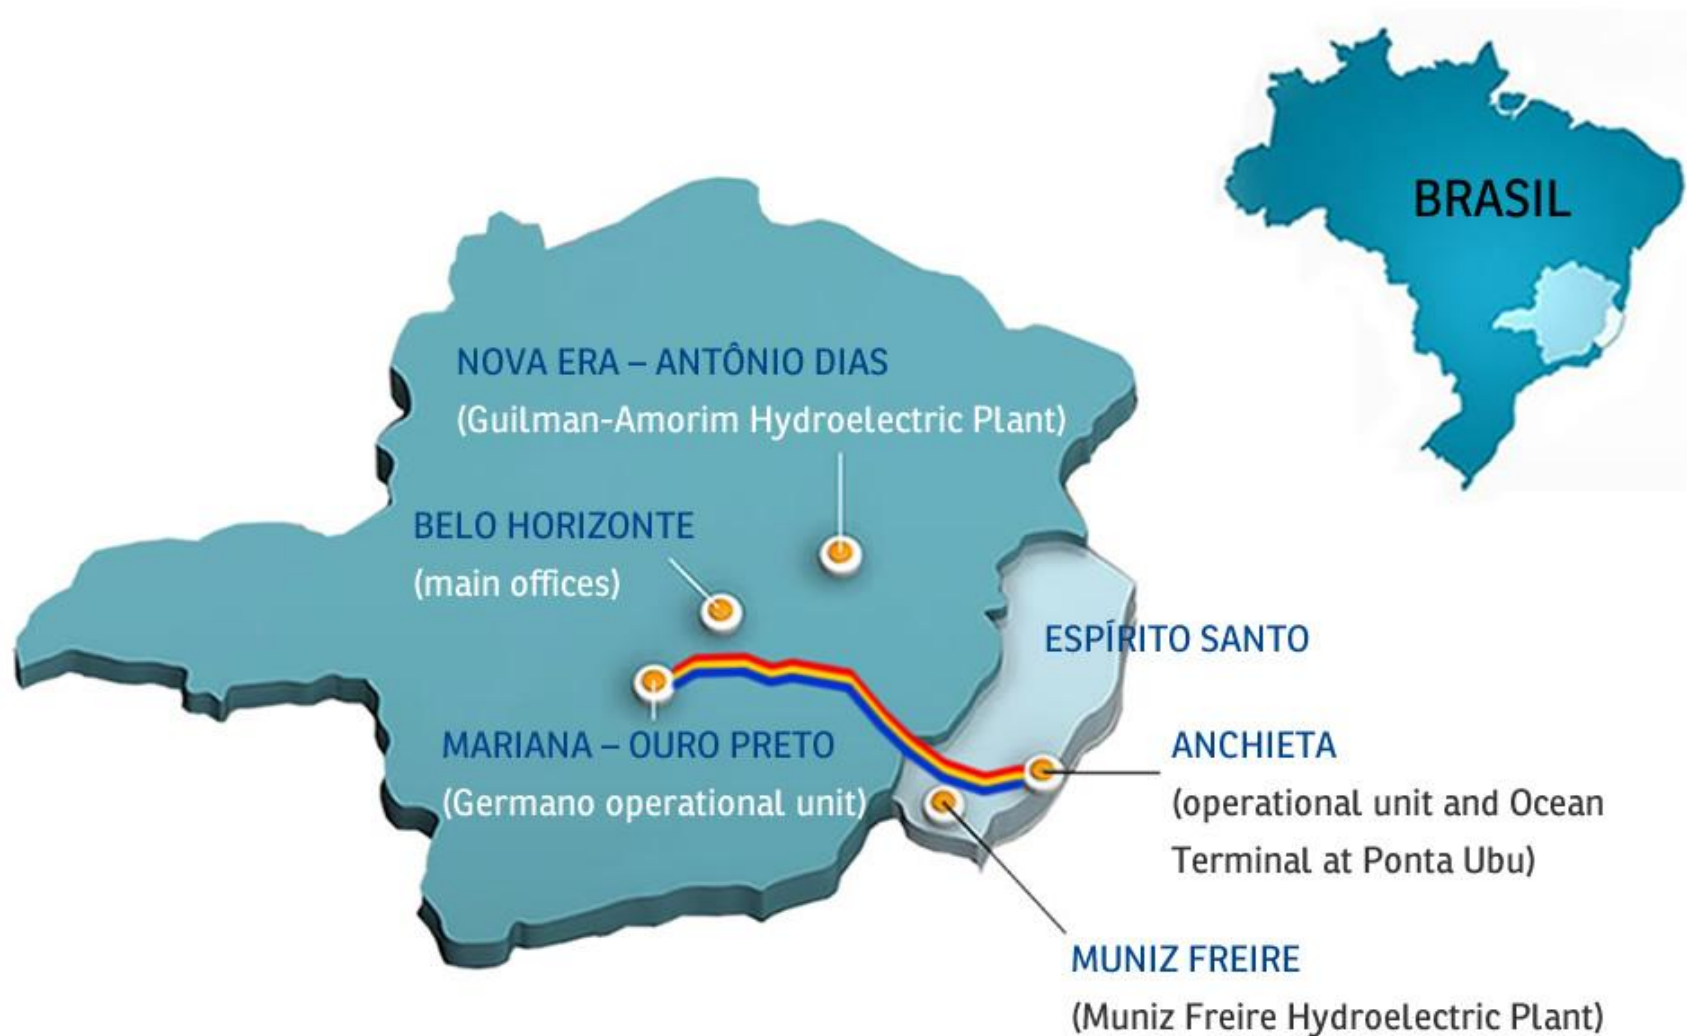 BRASIL
NOVA ERA – ANTÔNIO DIAS
(Guilman-Amorim Hydroelectric Plant)
BELO HORIZONTE
(main offices)
ESPÍRITO SANTO
MARIANA – OURO PRETO
(Germano operational unit)
ANCHIETA
(operational unit and Ocean
Terminal at Ponta Ubu)
MUNIZ FREIRE
(Muniz Freire Hydroelectric Plant)